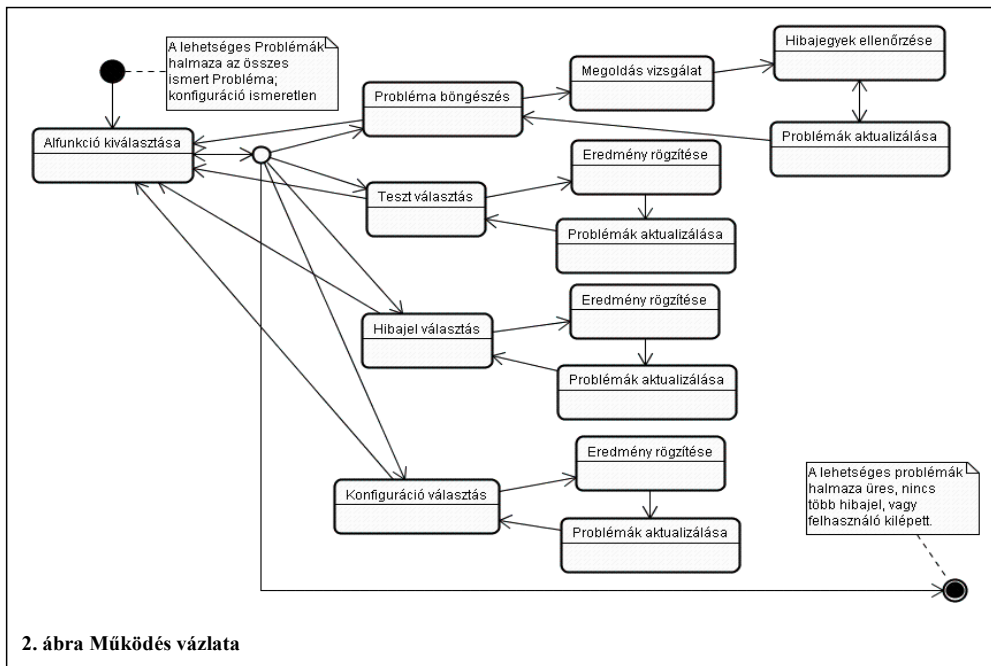 A lehetséges Problémák
halmaza az összes
ismert Probléma;
konfiguráció ismeretlen
Alfunkció kiválasztása
Probléma böngészés
Megoldás vizsgálat
Hibajegyek ellenőrzése
Problémák aktualizálása
Teszt választás
Eredmény rögzítése
Problémák aktualizálása
Hibajel választás
Eredmény rögzítése
Problémák aktualizálása
Konfiguráció választás
Eredmény rögzítése
Problémák aktualizálása
A lehetséges problémák
halmaza üres, nincs
több hibajel, vagy
felhasználó kilépett.
2. ábra Működés vázlata